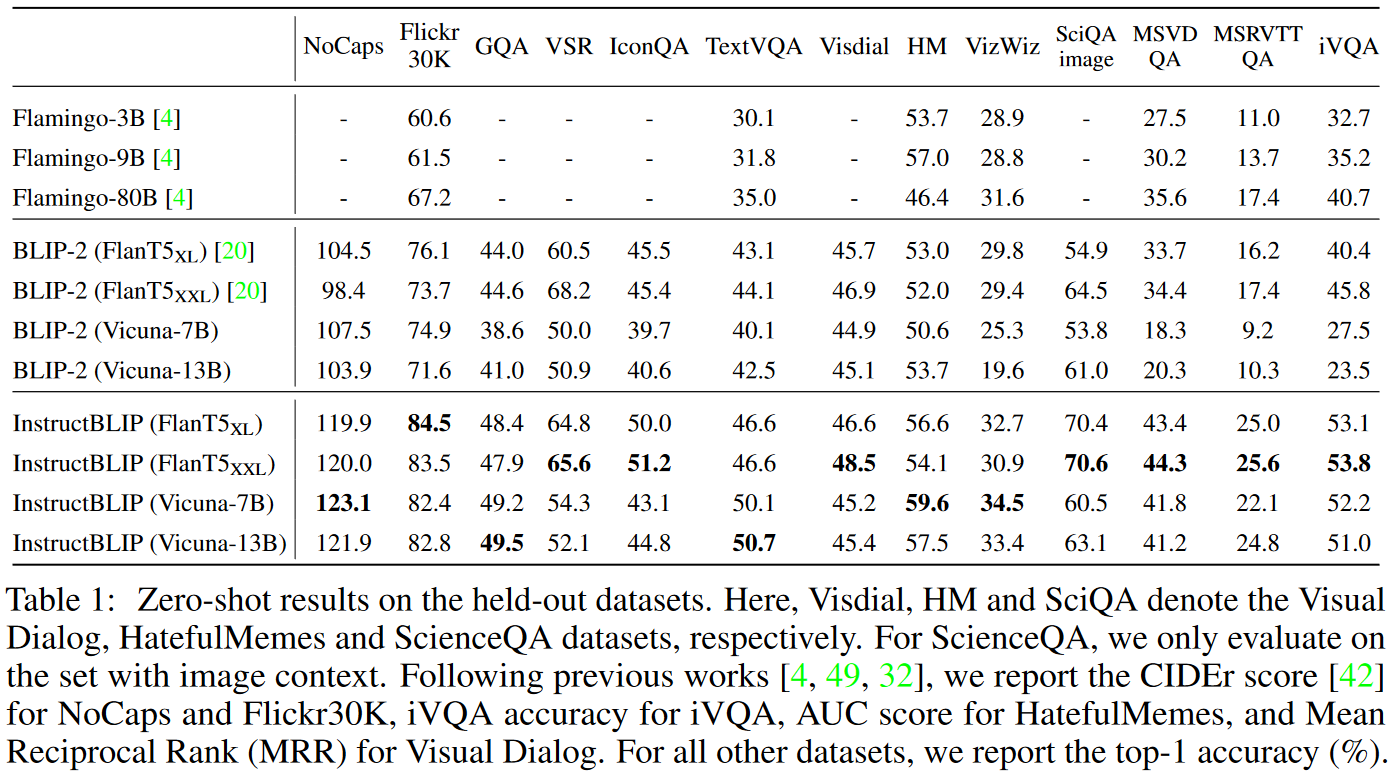 NoCaps Flickr 30K GQA VSR IconQA TextVQA Visdial HM VizWiz SciQA image MSVD QA MSRVTT QA iVQA
Flamingo-3B [4] - 60.6 - - - 30.1 - 53.7 28.9 - 27.5 11.0 32.7
Flamingo-9B [4] - 61.5 - - - 31.8 - 57.0 28.8 - 30.2 13.7 35.2
Flamingo-80B [4] - 67.2 - - - 35.0 - 46.4 31.6 - 35.6 17.4 40.7
BLIP-2 (FlanT5XL) [20] 104.5 76.1 44.0 60.5 45.5 43.1 45.7 53.0 29.8 54.9 33.7 16.2 40.4
BLIP-2 (FlanT5XXL) [20] 98.4 73.7 44.6 68.2 45.4 44.1 46.9 52.0 29.4 64.5 34.4 17.4 45.8
BLIP-2 (Vicuna-7B) 107.5 74.9 38.6 50.0 39.7 40.1 44.9 50.6 25.3 53.8 18.3 9.2 27.5
BLIP-2 (Vicuna-13B) 103.9 71.6 41.0 50.9 40.6 42.5 45.1 53.7 19.6 61.0 20.3 10.3 23.5
InstructBLIP (FlanT5XL) 119.9 84.5 48.4 64.8 50.0 46.6 46.6 56.6 32.7 70.4 43.4 25.0 53.1
InstructBLIP (FlanT5XXL) 120.0 83.5 47.9 65.6 51.2 46.6 48.5 54.1 30.9 70.6 44.3 25.6 53.8
InstructBLIP (Vicuna-7B) 123.1 82.4 49.2 54.3 43.1 50.1 45.2 59.6 34.5 60.5 41.8 22.1 52.2
InstructBLIP (Vicuna-13B) 121.9 82.8 49.5 52.1 44.8 50.7 45.4 57.5 33.4 63.1 41.2 24.8 51.0
Table 1: Zero-shot results on the held-out datasets. Here, Visdial, HM and SciQA denote the Visual
Dialog, HatefulMemes and ScienceQA datasets, respectively. For ScienceQA, we only evaluate on
the set with image context. Following previous works [4, 49, 32], we report the CIDEr score [42]
for NoCaps and Flickr30K, iVQA accuracy for iVQA, AUC score for HatefulMemes, and Mean
Reciprocal Rank (MRR) for Visual Dialog. For all other datasets, we report the top-1 accuracy (%).